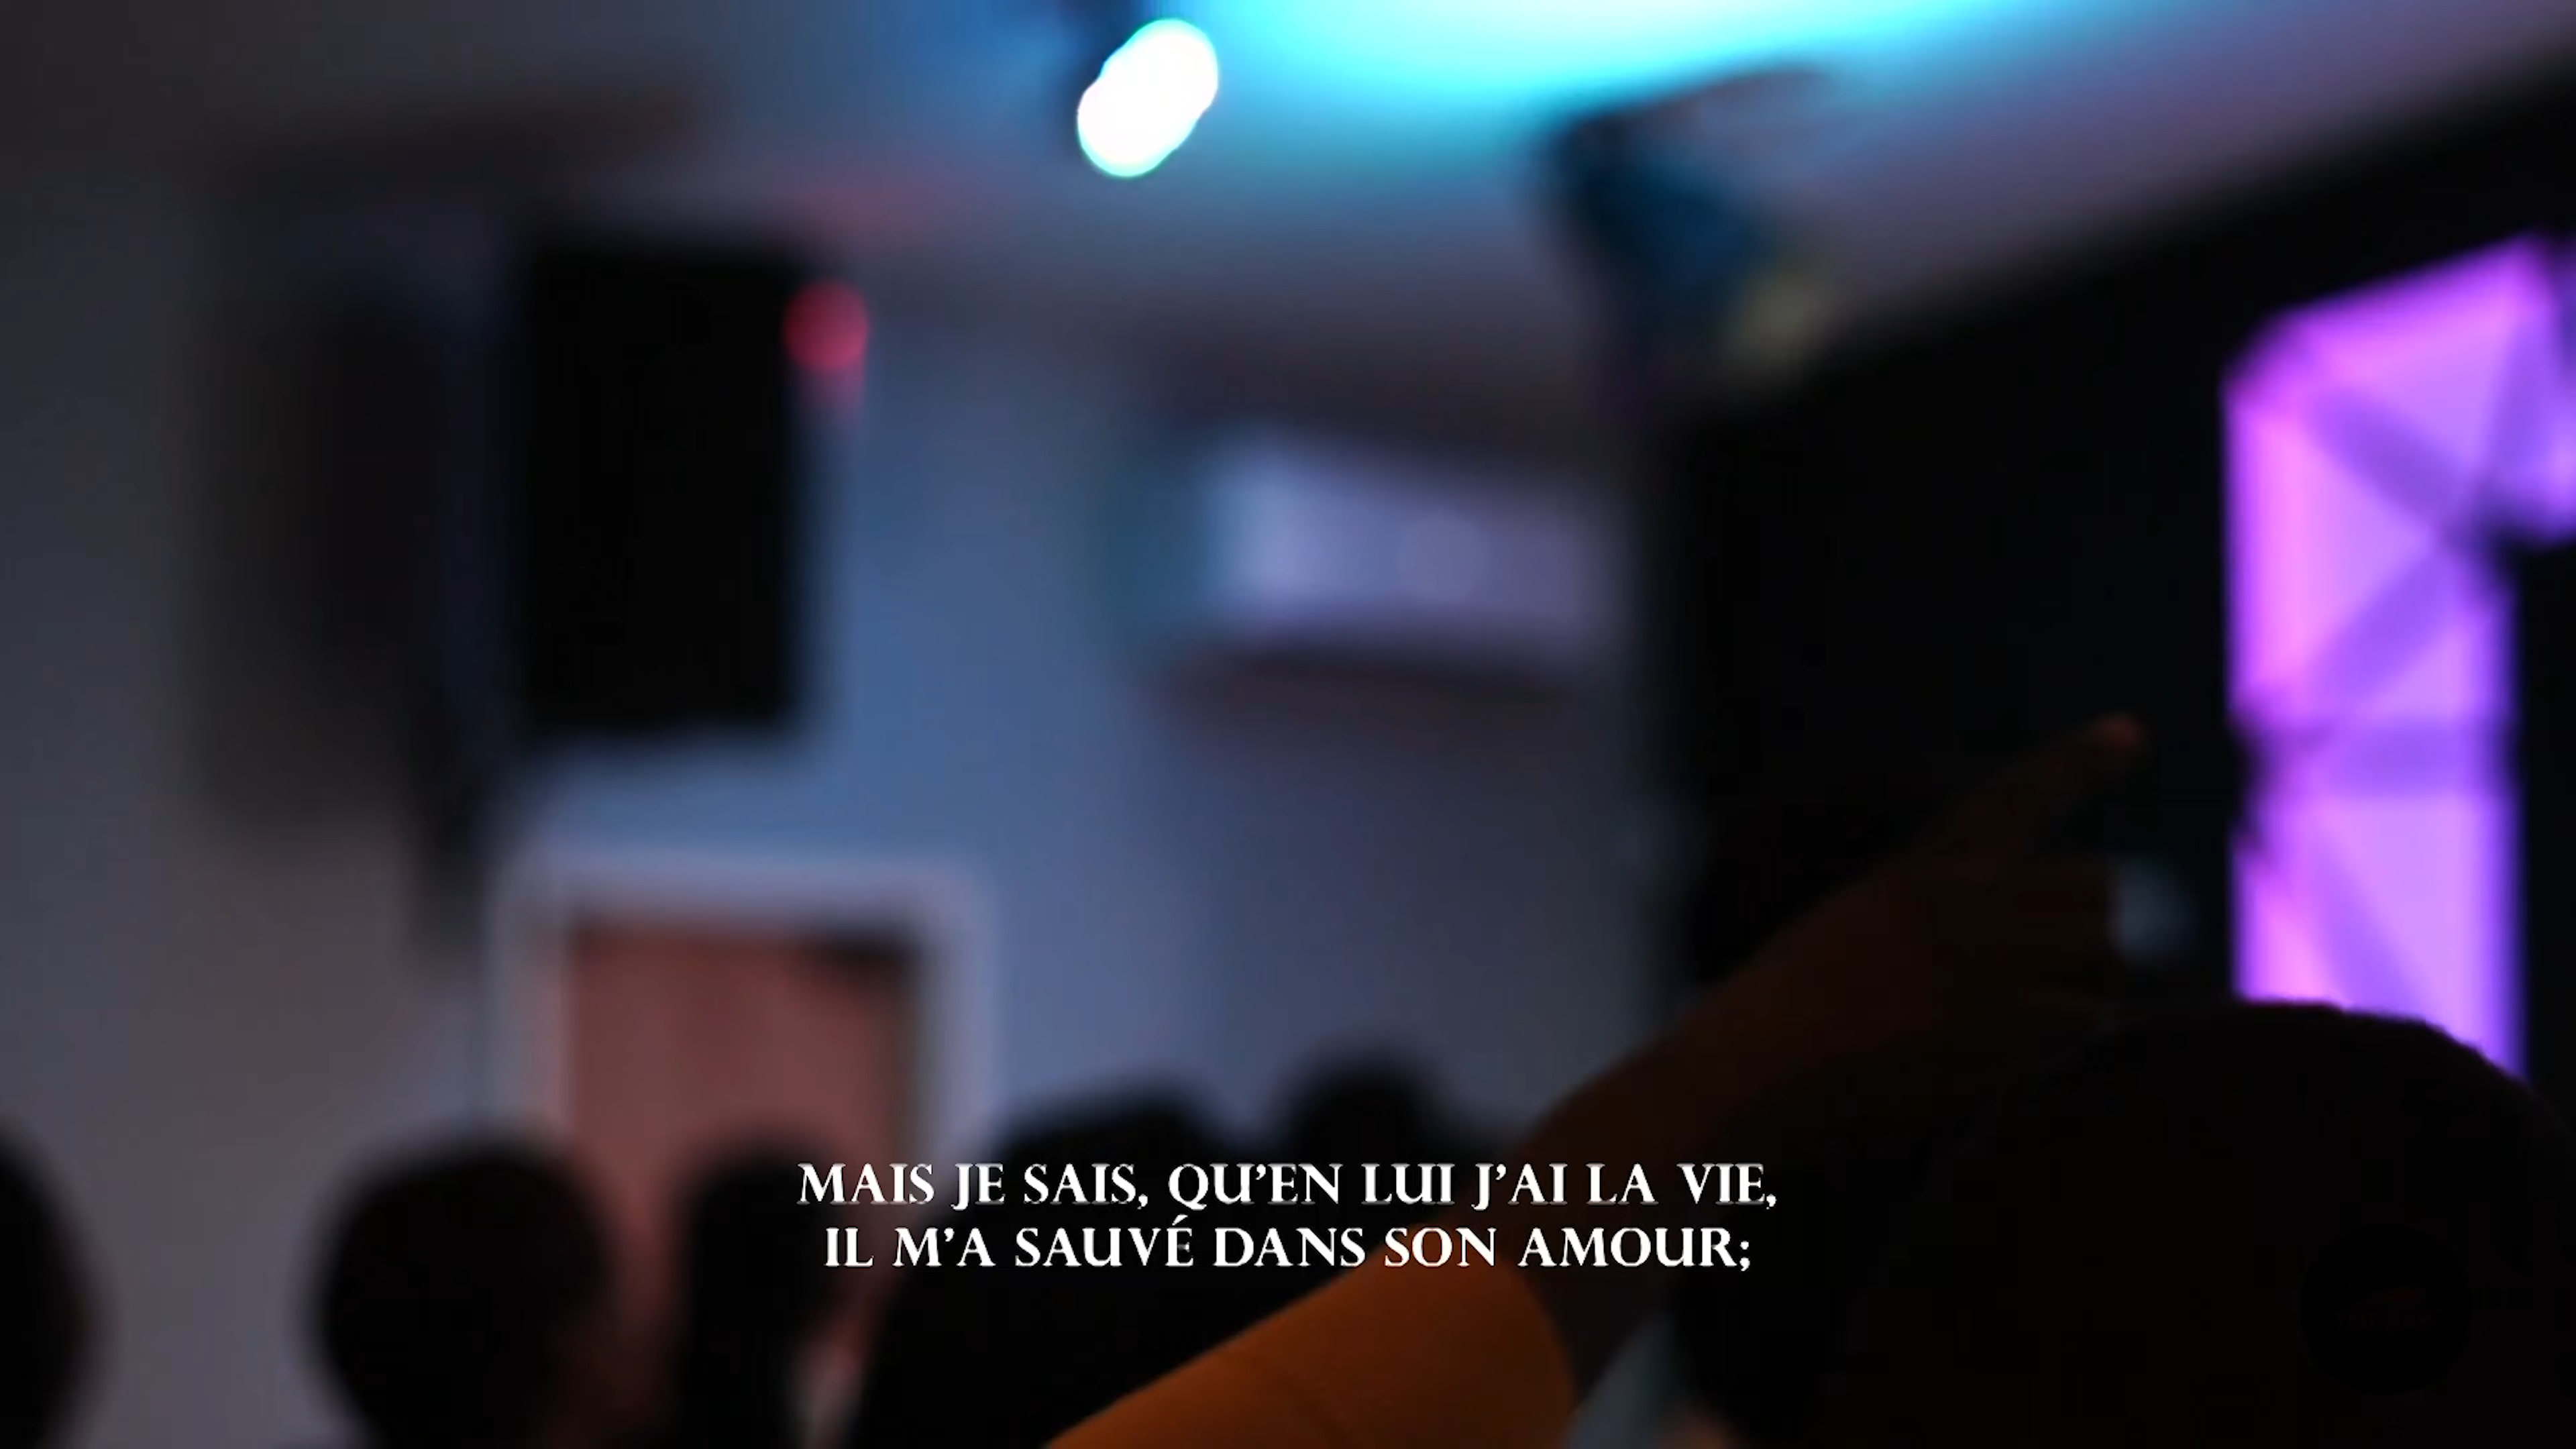 MAIS JE SAIS, QU'EN LUI J'AI LA VIE,
IL M'A SAUVÉ DANS SON AMOUR;